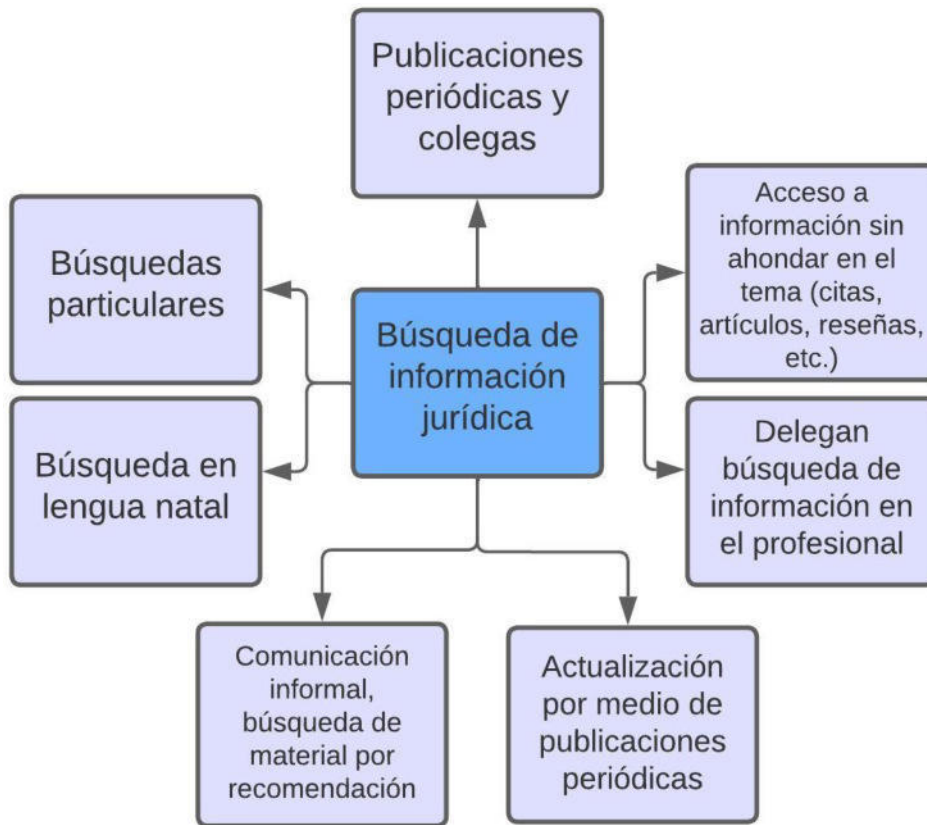 Publicaciones
periódicas y
colegas
Búsquedas
particulares
Búsqueda de
información
jurídica
Acceso a
información sin
ahondar en el
tema (citas,
artículos, reseñas,
etc.)
Búsqueda en
lengua natal
Delegan
búsqueda de
información en
el profesional
Comunicación
informal,
búsqueda de
material por
recomendación
Actualización
por medio de
publicaciones
periódicas